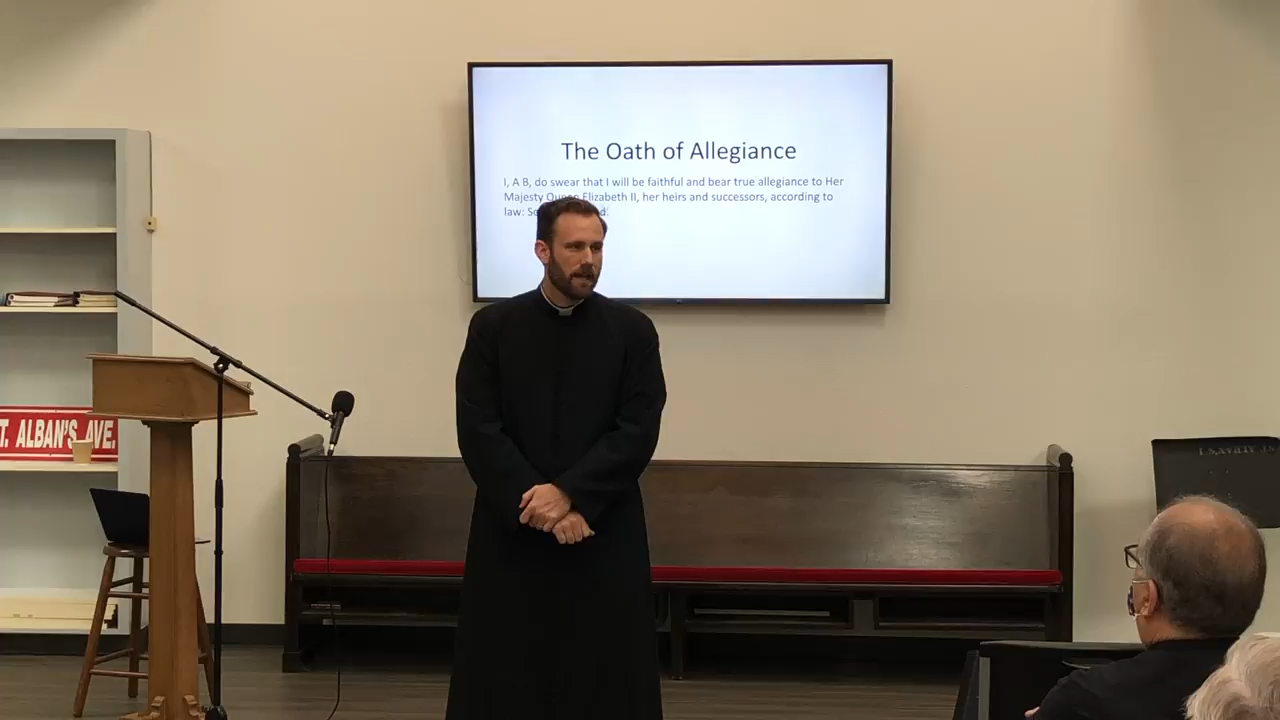 The Oath of Allegiance
I, A B, do swear that I will be faithful and bear true allegiance to Her
Majesty Queen Elizabeth II, her heirs and successors, according to
law: So
T. ALBAN'S AVE.